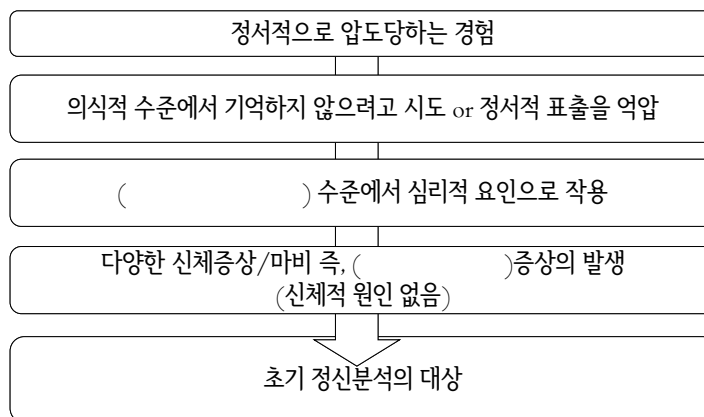 정서적으로 압도당하는 경험
의식적 수준에서 기억하지 않으려고 시도 or 정서적 표출을 억압
( ) 수준에서 심리적 요인으로 작용
다양한 신체증상/마비 즉, ( )증상의 발생
(신체적 원인 없음)
초기 정신분석의 대상